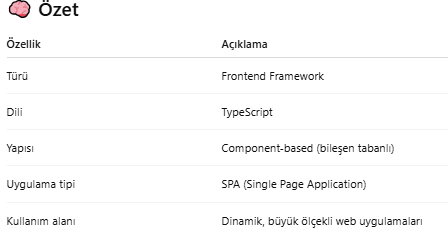 🧠 Özet
Özellik Açıklama
Türü Frontend Framework
Dili TypeScript
Yapısı Component-based (bileşen tabanlı)
Uygulama tipi SPA (Single Page Application)
Kullanım alanı Dinamik, büyük ölçekli web uygulamaları